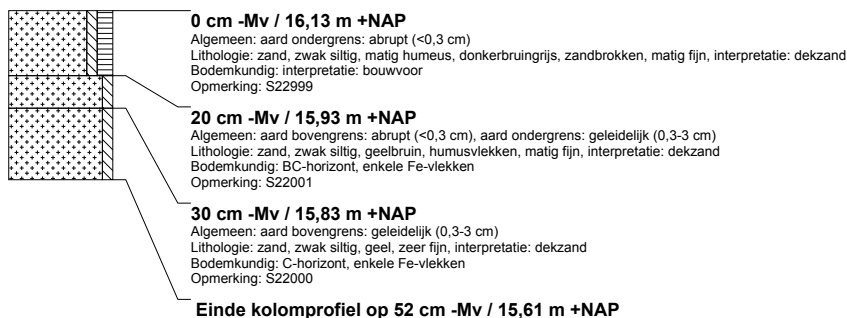 0 cm -Mv / 16,13 m +NAP
Algemeen: aard ondergrens: abrupt (<0,3 cm)
Lithologie: zand, zwak siltig, matig humeus, donkerbruingrijs, zandbrokken, matig fijn, interpretatie: dekzand
Bodemkundig: interpretatie: bouwvoor
Opmerking: S22999
20 cm -Mv / 15,93 m +NAP
Algemeen: aard bovengrens: abrupt (<0,3 cm), aard ondergrens: geleidelijk (0,3-3 cm)
Lithologie: zand, zwak siltig, geelbruin, humusvlekken, matig fijn, interpretatie: dekzand
Bodemkundig: BC-horizont, enkele Fe-vlekken
Opmerking: S22001
30 cm -Mv / 15,83 m +NAP
Algemeen: aard bovengrens: geleidelijk (0,3-3 cm)
Lithologie: zand, zwak siltig, geel, zeer fijn, interpretatie: dekzand
Bodemkundig: C-horizont, enkele Fe-vlekken
Opmerking: S22000
Einde kolomprofiel op 52 cm -Mv / 15,61 m +NAP